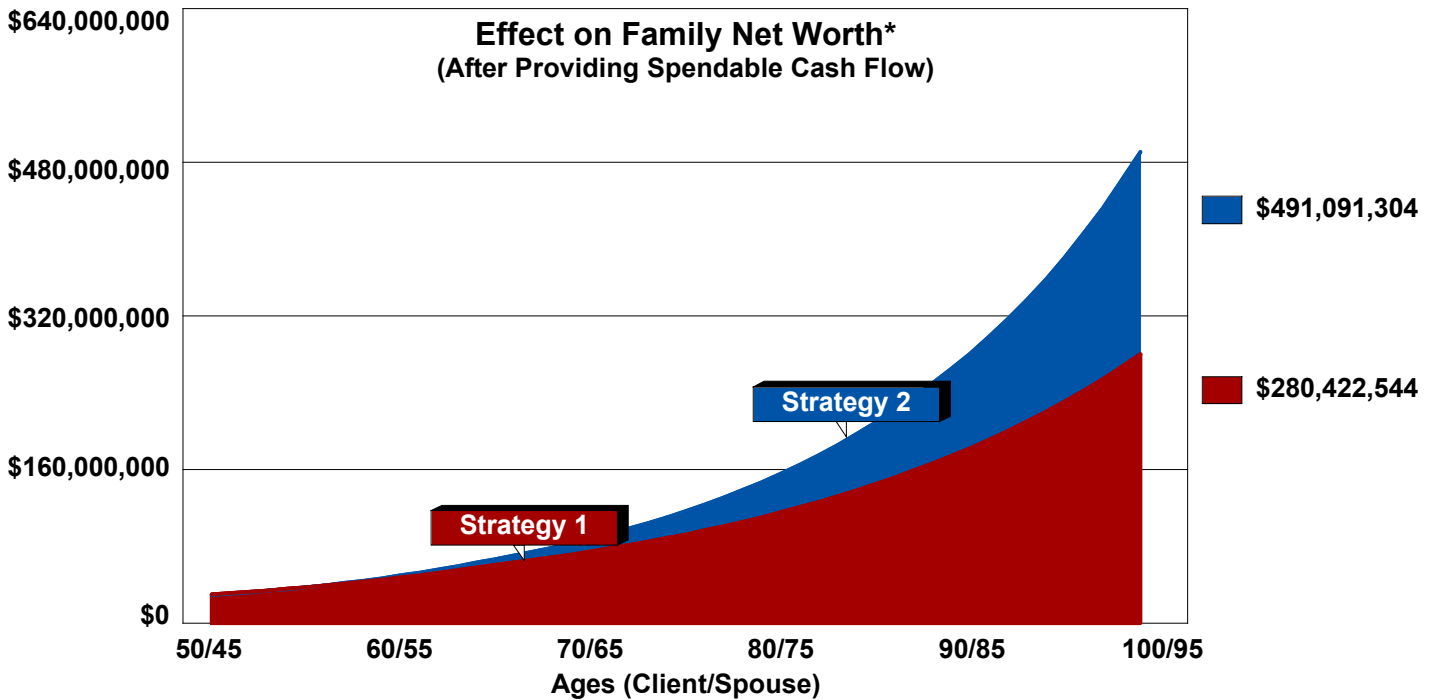 Effect on Family Net Worth*
(After Providing Spendable Cash Flow)
$640,000,000
$480,000,000
$320,000,000
$160,000,000
$0
$491,091,304
$280,422,544
Strategy 2
Strategy 1
50/45 60/55 70/65 80/75 90/85 100/95
Ages (Client/Spouse)